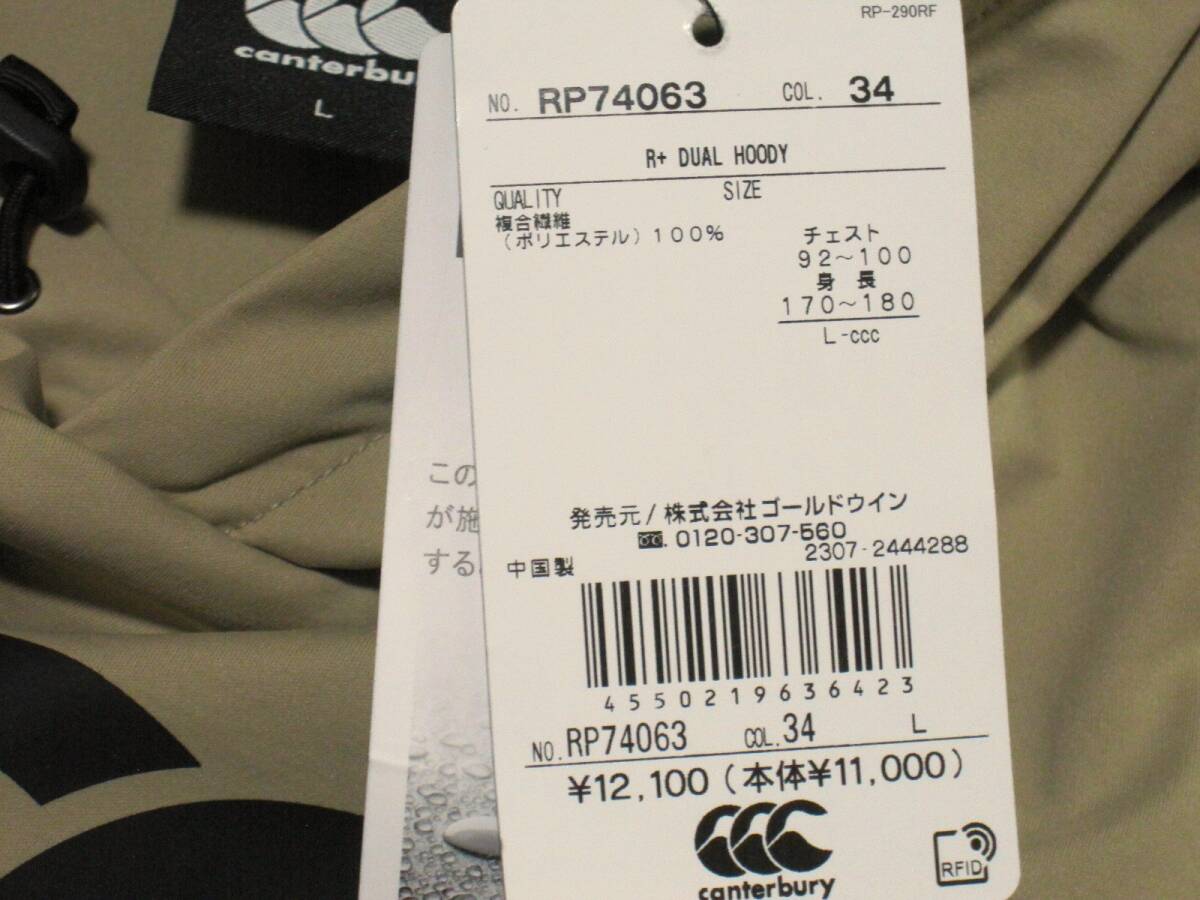 canterbury
L
RP-290RF
NO. RP74063 COL. 34
R+ DUAL HOODY
QUALITY SIZE
複合繊維
(ポリエステル) 100%
チェスト
92~100
身 長
170~180
L-ccc
この
が施
する
発売元/株式会社ゴールドウイン
0120-307-560
中国製 2307-2444288
4550219636423
NO. RP74063 COL. 34 L
¥12,100 (本体¥11,000)
canterbury
RFID